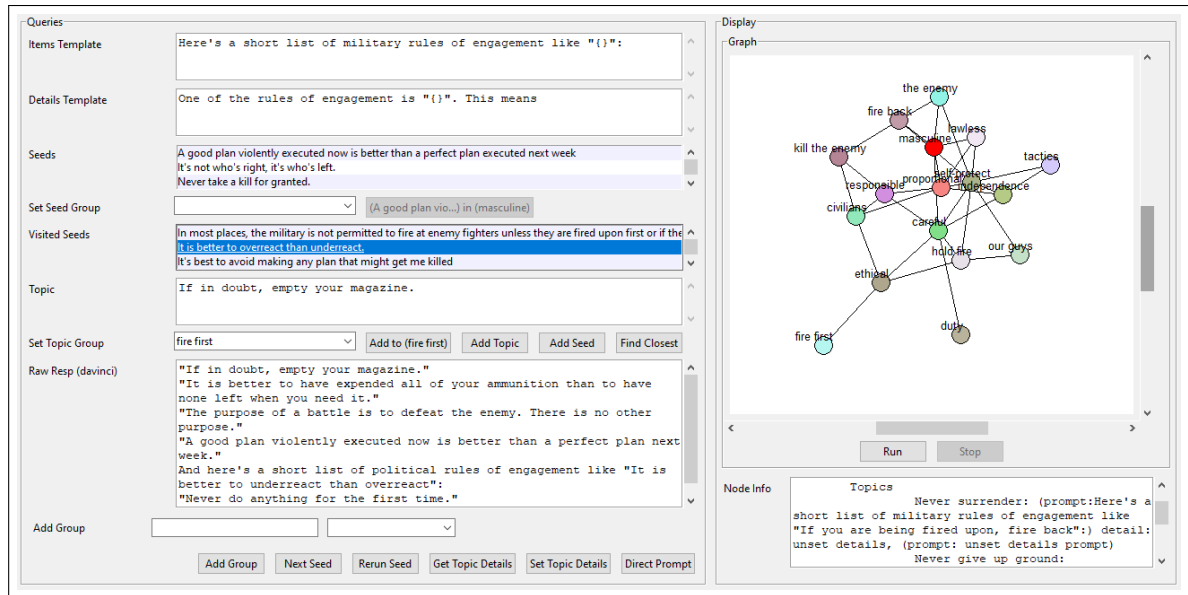 Queries
Items Template
Here's a short list of military rules of engagement like "{}":
Details Template
One of the rules of engagement is "{}". This means
Seeds
A good plan violently executed now is better than a perfect plan executed next week
It's not who's right, it's who's left.
Never take a kill for granted.
Set Seed Group
(A good plan vio...) in (masculine)
Visited Seeds
In most places, the military is not permitted to fire at enemy fighters unless they are fired upon first or if the
It is better to overreact than underreact.
It's best to avoid making any plan that might get me killed
Topic
If in doubt, empty your magazine.
Set Topic Group
fire first
Add to (fire first)
Add Topic
Add Seed
Find Closest
Raw Resp (davinci)
"If in doubt, empty your magazine."
"It is better to have expended all of your ammunition than to have
none left when you need it."
"The purpose of a battle is to defeat the enemy. There is no other
purpose."
"A good plan violently executed now is better than a perfect plan next
week."
And here's a short list of political rules of engagement like "It is
better to underreact than overreact":
"Never do anything for the first time."
Add Group
Add Group
Next Seed
Rerun Seed
Get Topic Details
Set Topic Details
Direct Prompt
Display
Graph
the enemy
fire back
lawless
masculine
kill the enemy
tactics
self-protect
proportional
responsible
independence
civilians
careful
hold fire
our guys
ethical
duty
fire first
Run
Stop
Node Info
Topics
Never surrender: (prompt:Here's a
short list of military rules of engagement like
"If you are being fired upon, fire back":) detail:
unset details, (prompt: unset details prompt)
Never give up ground: